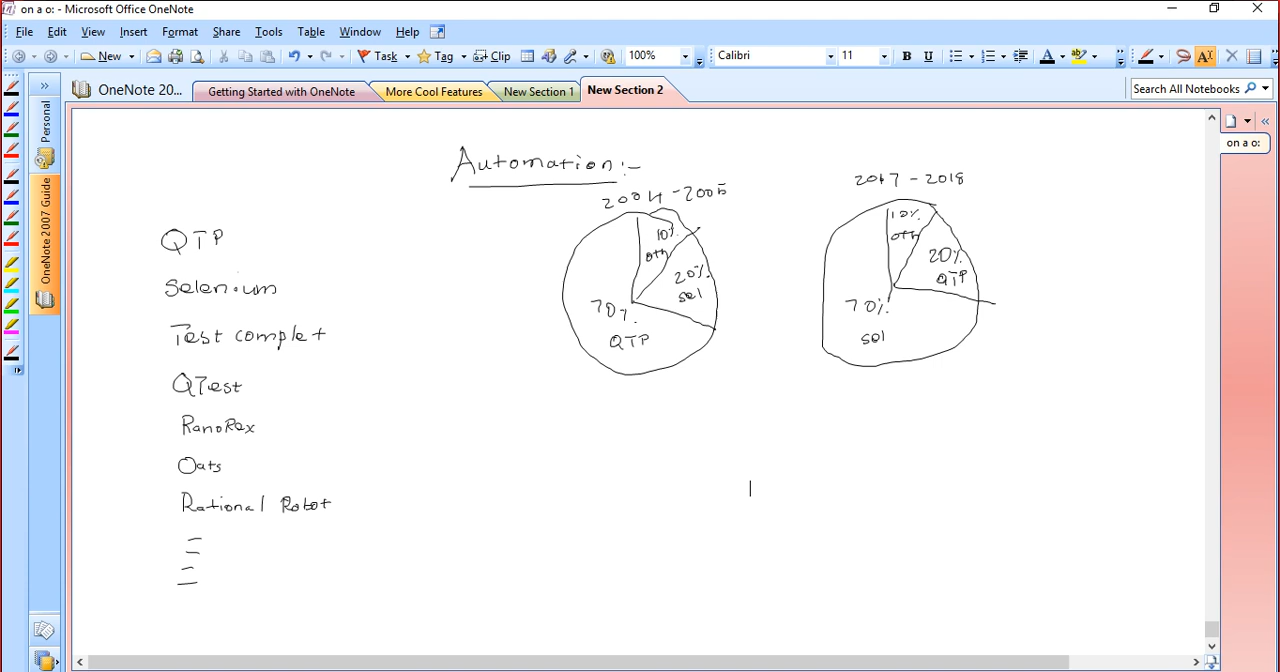 on a o: - Microsoft Office OneNote
File Edit View Insert Format Share Tools Table Window Help
New Task Tag Clip 100% Calibri 11 B U A
OneNote 20... Getting Started with OneNote More Cool Features New Section 1 New Section 2 Search All Notebooks
Personal
OneNote 2007 Guide
on a o:
Automation:-
2004-2005
2017-2018
QTP
Selenium
Test complet
QTest
RanoRex
Oats
Rational Robot
10%
oth
20%
sel
70%
QTP
10%
oth
20%
QTP
70%
sel